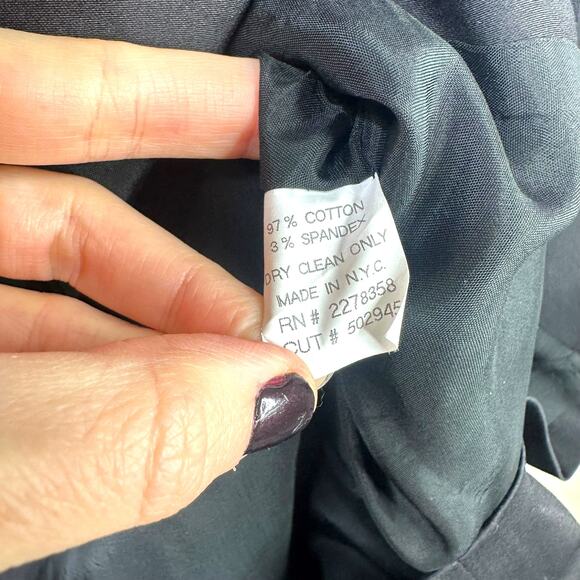 97% COTTON
3% SPANDEX
DRY CLEAN ONLY
MADE IN N.Y.C.
RN # 2278358
CUT # 502945